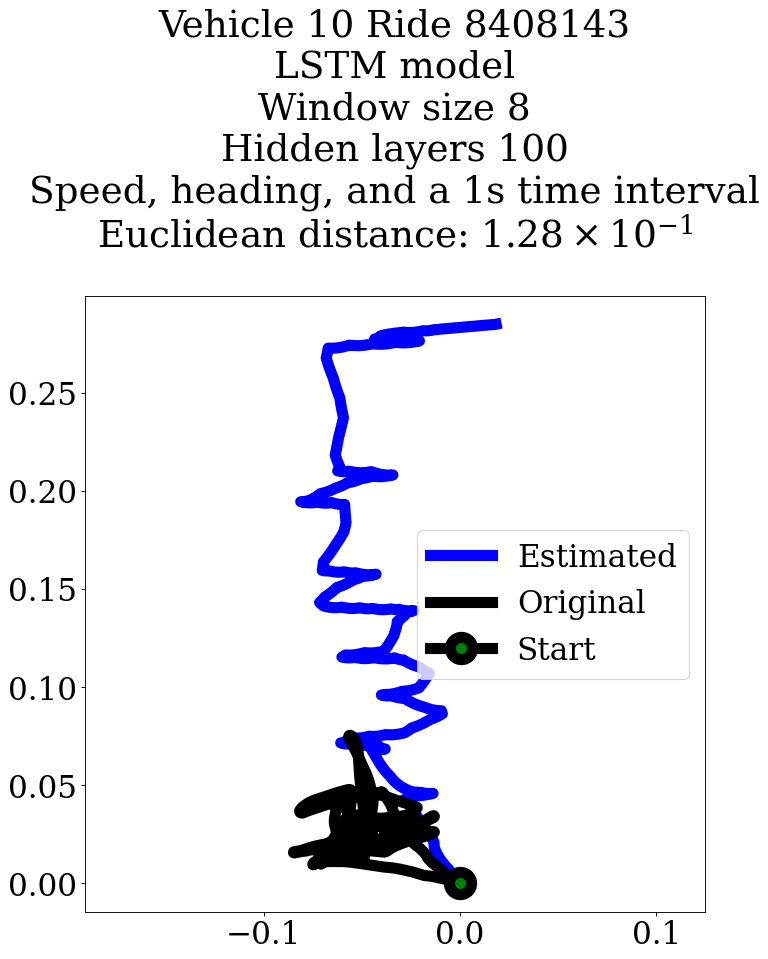 Vehicle 10 Ride 8408143
LSTM model
Window size 8
Hidden layers 100
Speed, heading, and a 1s time interval
Euclidean distance: 1.28 × 10⁻¹
0.25
0.20
0.15
0.10
0.05
0.00
Estimated
Original
Start
−0.1
0.0
0.1